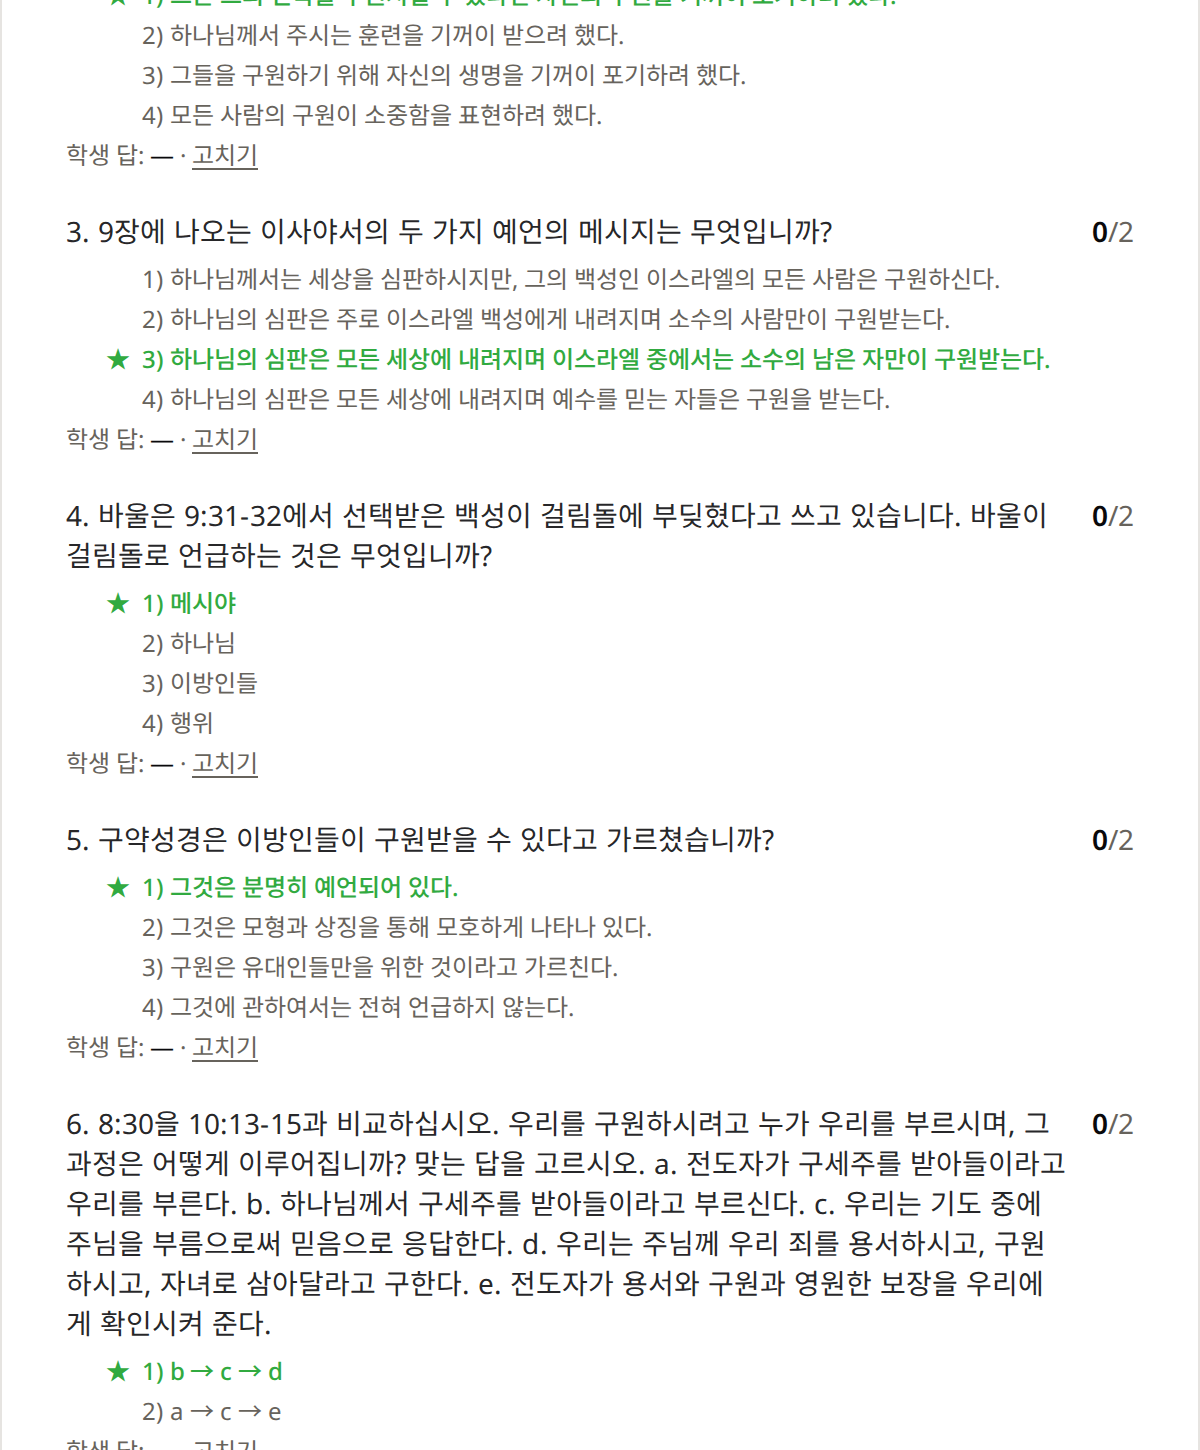 2) 하나님께서 주시는 훈련을 기꺼이 받으려 했다.
3) 그들을 구원하기 위해 자신의 생명을 기꺼이 포기하려 했다.
4) 모든 사람의 구원이 소중함을 표현하려 했다.
학생 답: — · 고치기
3. 9장에 나오는 이사야서의 두 가지 예언의 메시지는 무엇입니까? 0/2
1) 하나님께서는 세상을 심판하시지만, 그의 백성인 이스라엘의 모든 사람은 구원하신다.
2) 하나님의 심판은 주로 이스라엘 백성에게 내려지며 소수의 사람만이 구원받는다.
★ 3) 하나님의 심판은 모든 세상에 내려지며 이스라엘 중에서는 소수의 남은 자만이 구원받는다.
4) 하나님의 심판은 모든 세상에 내려지며 예수를 믿는 자들은 구원을 받는다.
학생 답: — · 고치기
4. 바울은 9:31-32에서 선택받은 백성이 걸림돌에 부딪혔다고 쓰고 있습니다. 바울이 0/2
걸림돌로 언급하는 것은 무엇입니까?
★ 1) 메시야
2) 하나님
3) 이방인들
4) 행위
학생 답: — · 고치기
5. 구약성경은 이방인들이 구원받을 수 있다고 가르쳤습니까? 0/2
★ 1) 그것은 분명히 예언되어 있다.
2) 그것은 모형과 상징을 통해 모호하게 나타나 있다.
3) 구원은 유대인들만을 위한 것이라고 가르친다.
4) 그것에 관하여서는 전혀 언급하지 않는다.
학생 답: — · 고치기
6. 8:30을 10:13-15과 비교하십시오. 우리를 구원하시려고 누가 우리를 부르시며, 그 0/2
과정은 어떻게 이루어집니까? 맞는 답을 고르시오. a. 전도자가 구세주를 받아들이라고
우리를 부른다. b. 하나님께서 구세주를 받아들이라고 부르신다. c. 우리는 기도 중에
주님을 부름으로써 믿음으로 응답한다. d. 우리는 주님께 우리 죄를 용서하시고, 구원
하시고, 자녀로 삼아달라고 구한다. e. 전도자가 용서와 구원과 영원한 보장을 우리에
게 확인시켜 준다.
★ 1) b → c → d
2) a → c → e